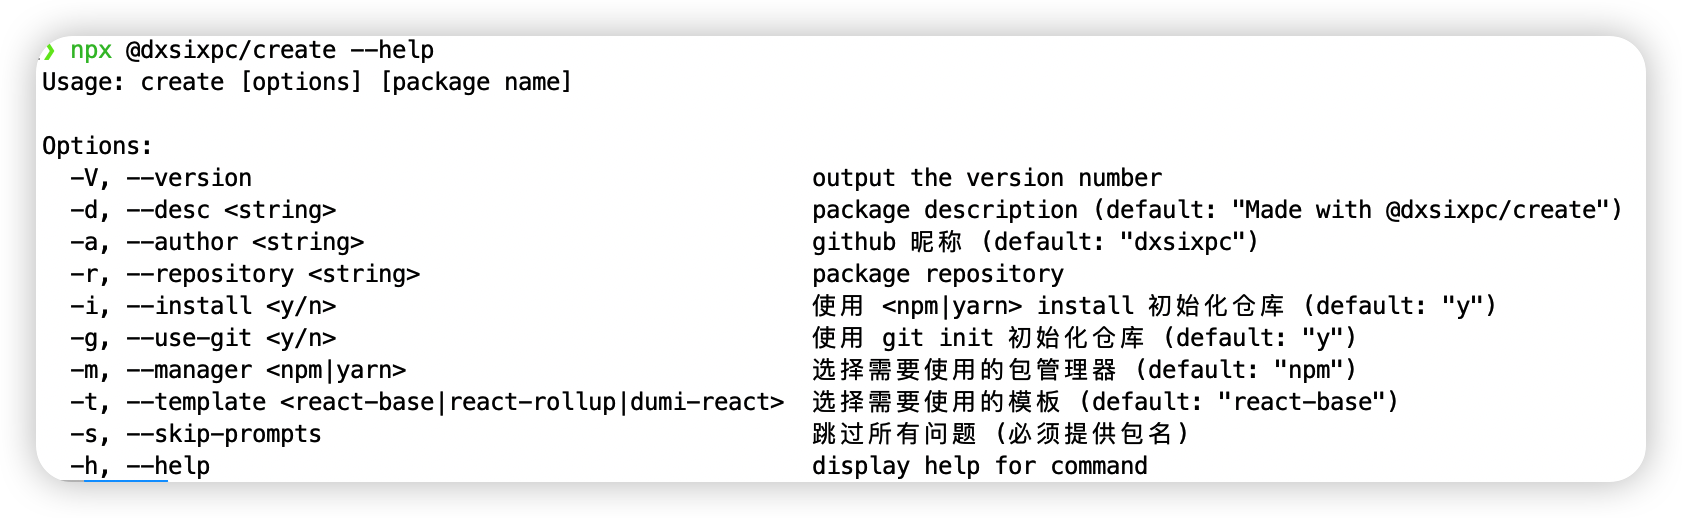 ❯ npx @dxsixpc/create --help
Usage: create [options] [package name]
Options:
-V, --version output the version number
-d, --desc <string> package description (default: "Made with @dxsixpc/create")
-a, --author <string> github 昵称 (default: "dxsixpc")
-r, --repository <string> package repository
-i, --install <y/n> 使用 <npm|yarn> install 初始化仓库 (default: "y")
-g, --use-git <y/n> 使用 git init 初始化仓库 (default: "y")
-m, --manager <npm|yarn> 选择需要使用的包管理器 (default: "npm")
-t, --template <react-base|react-rollup|dumi-react> 选择需要使用的模板 (default: "react-base")
-s, --skip-prompts 跳过所有问题 (必须提供包名)
-h, --help display help for command